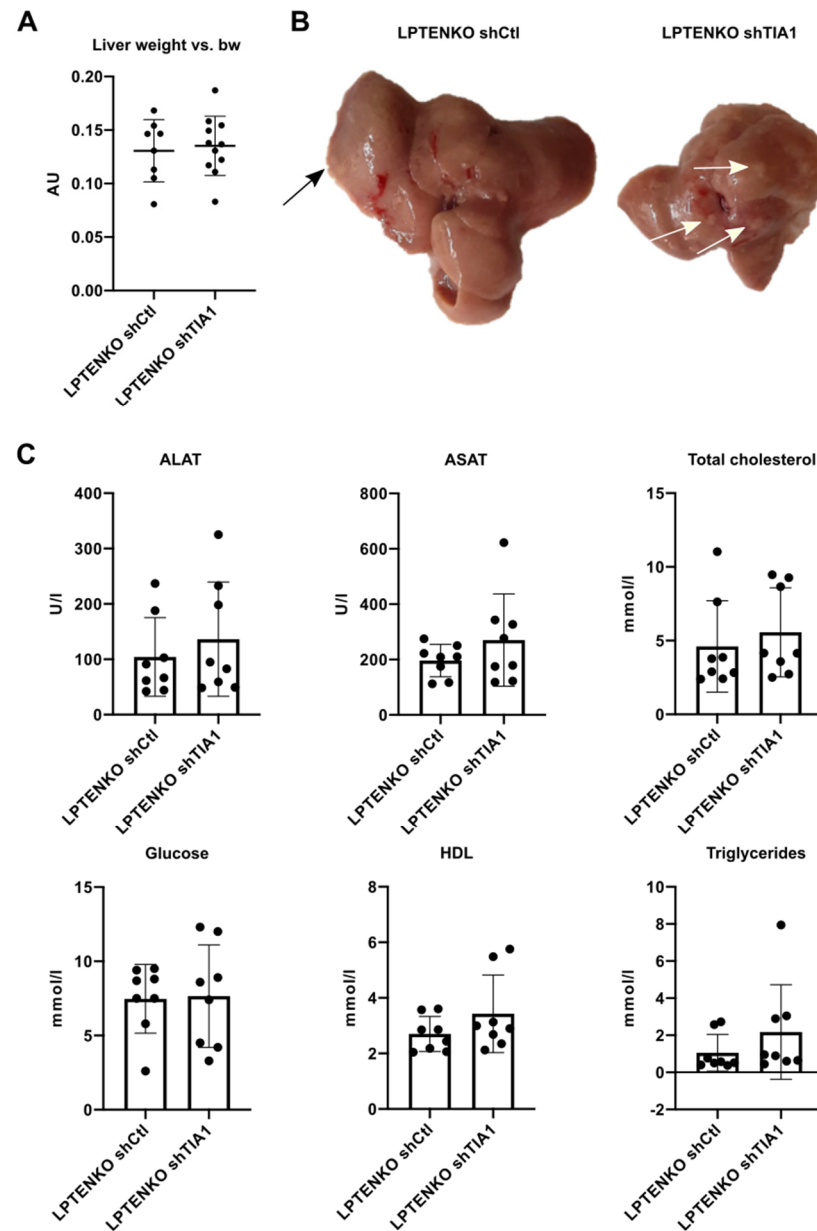 A
Liver weight vs. bw
0.20
0.15
0.10
0.05
0.00
AU
LPTENKO shCtl
LPTENKO shTIA1
B
LPTENKO shCtl
LPTENKO shTIA1
C
ALAT
400
300
200
100
0
U/l
LPTENKO shCtl
LPTENKO shTIA1
ASAT
800
600
400
200
0
U/l
LPTENKO shCtl
LPTENKO shTIA1
Total cholesterol
15
10
5
0
mmol/l
LPTENKO shCtl
LPTENKO shTIA1
Glucose
15
10
5
0
mmol/l
LPTENKO shCtl
LPTENKO shTIA1
HDL
8
6
4
2
0
mmol/l
LPTENKO shCtl
LPTENKO shTIA1
Triglycerides
10
8
6
4
2
0
-2
mmol/l
LPTENKO shCtl
LPTENKO shTIA1